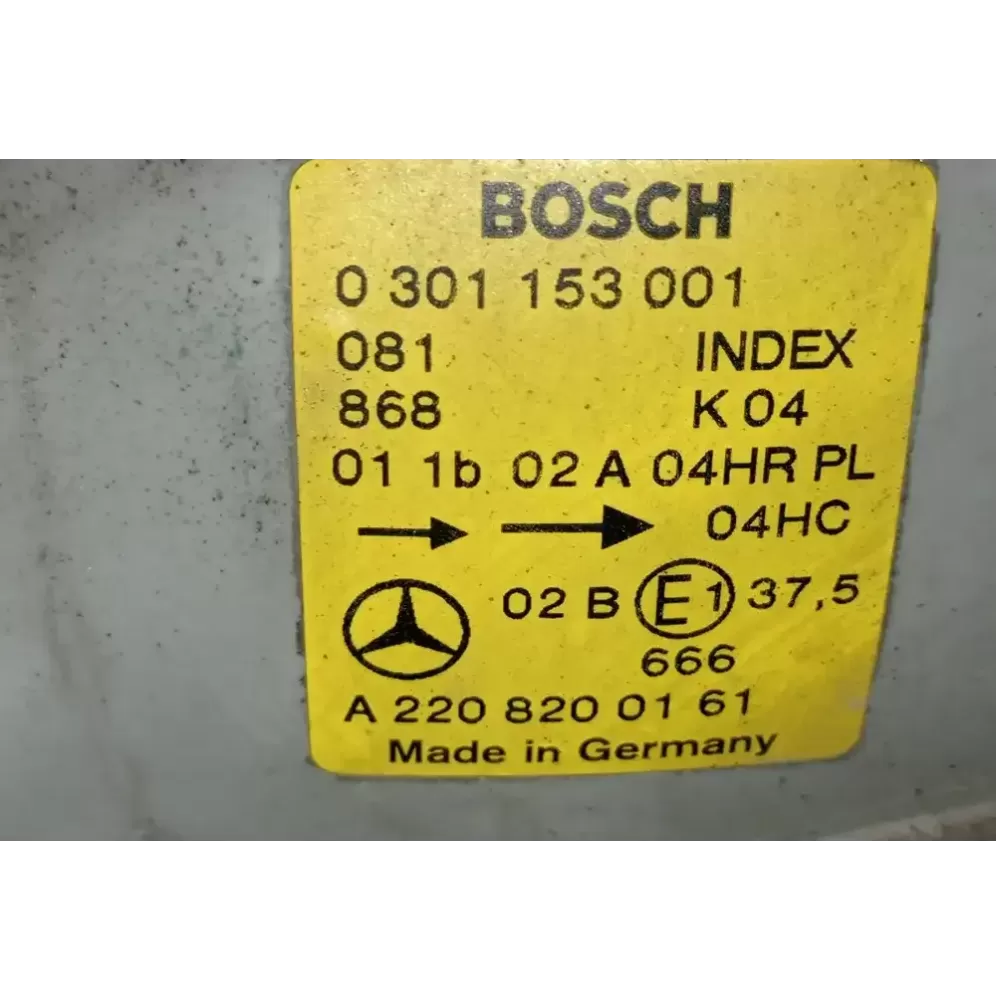 BOSCH
0 301 153 001
081 INDEX
868 K 04
01 1b 02 A 04HR PL
04HC
02 B E1 37,5
666
A 220 820 01 61
Made in Germany